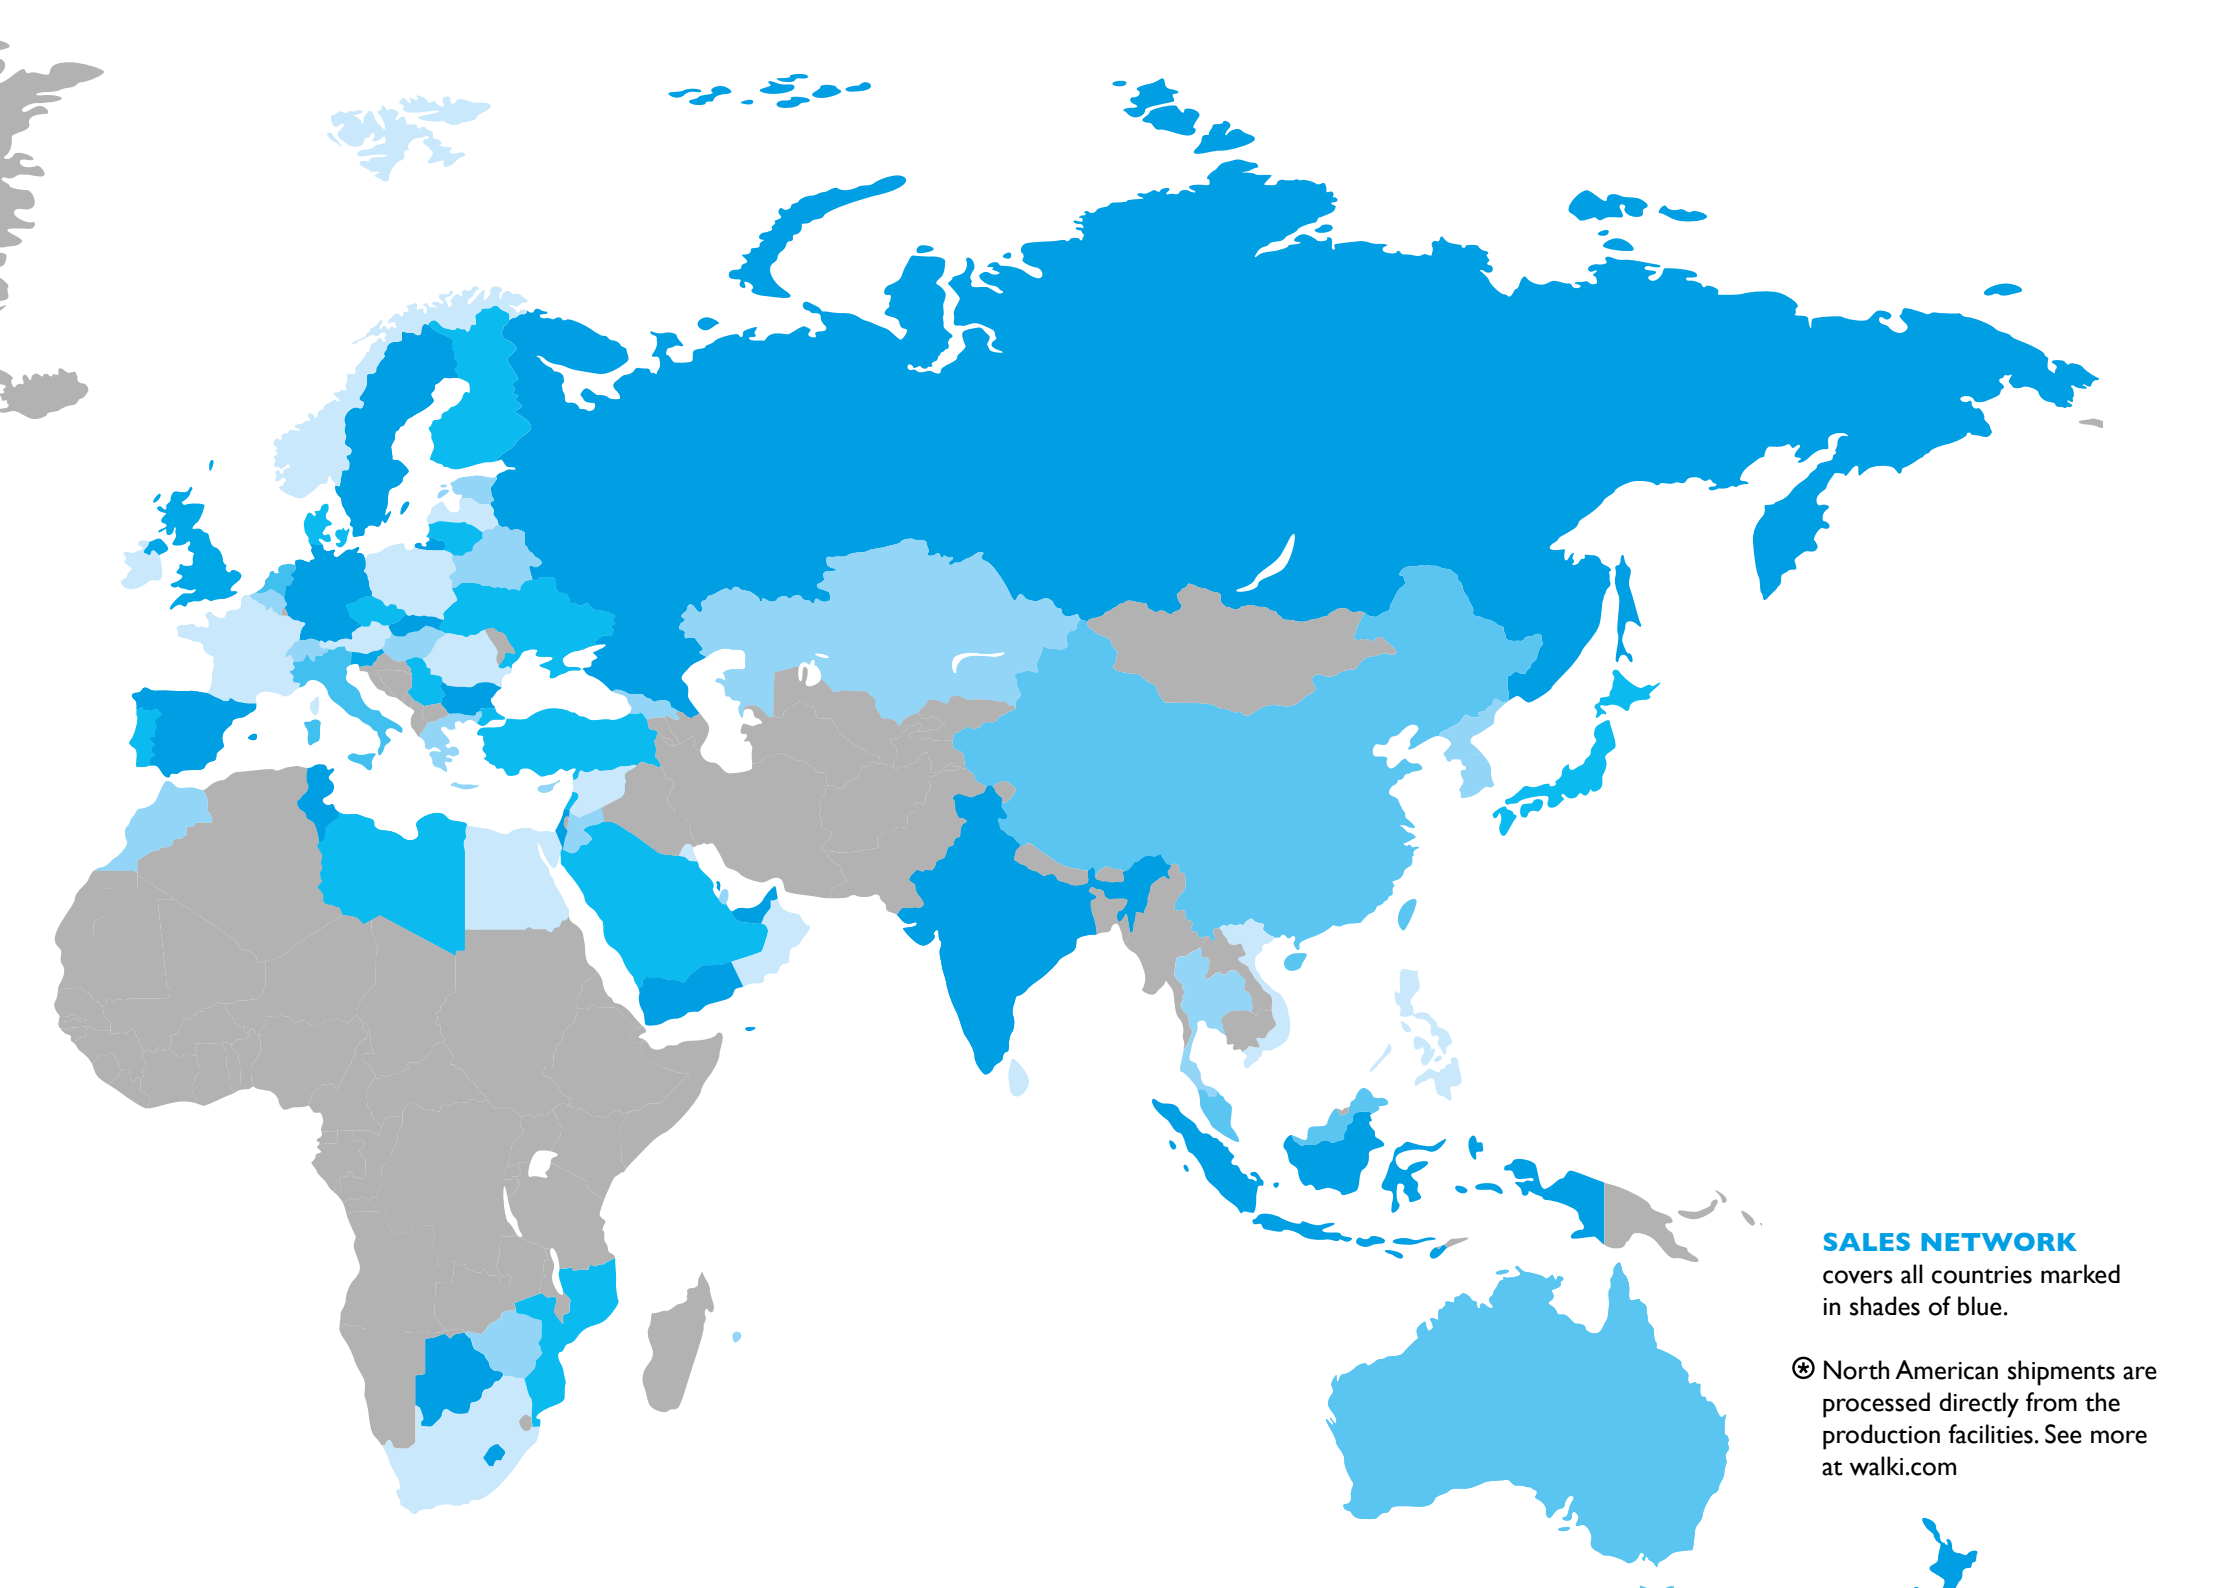 SALES NETWORK
covers all countries marked
in shades of blue.
North American shipments are
processed directly from the
production facilities. See more
at walki.com